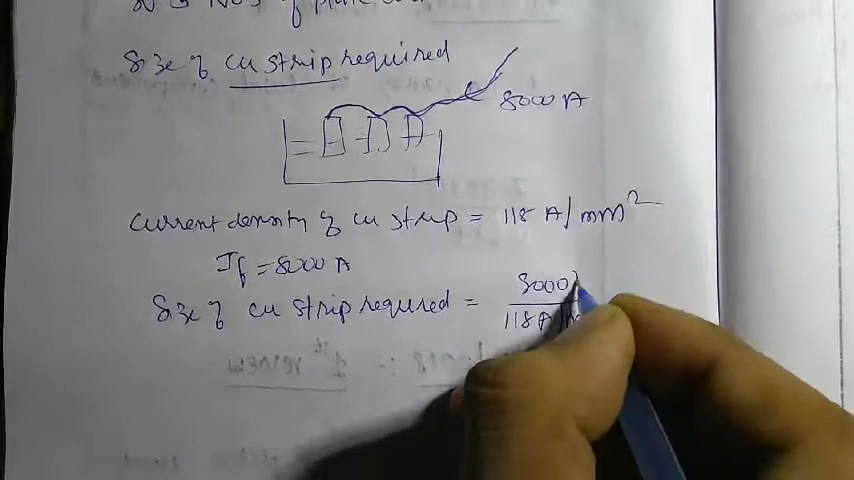 Size of cu strip required
8000 A
Current density of cu strip = 118 A/mm²
If = 8000 A
Size of cu strip required = 8000
118 A/m